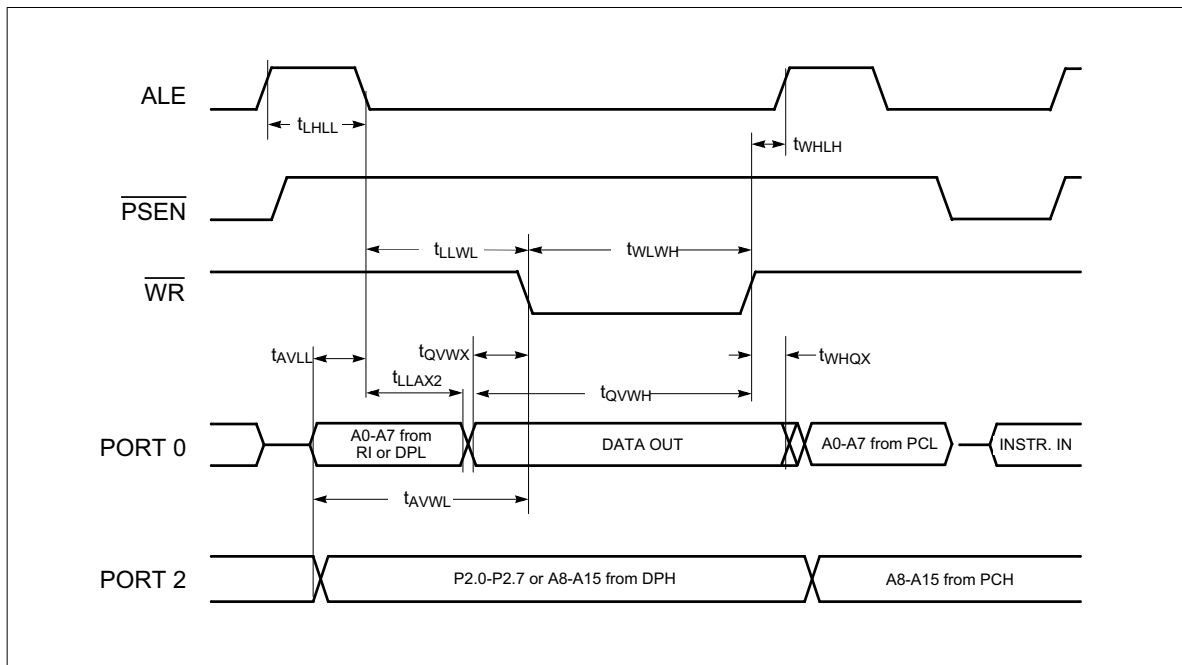 ALE
tLHLL
tWHLH
PSEN
tLLWL
tWLWH
WR
tAVLL
tQVWX
tWHQX
tLLAX2
tQVWH
PORT 0
A0-A7 from
RI or DPL
DATA OUT
A0-A7 from PCL
INSTR. IN
tAVWL
PORT 2
P2.0-P2.7 or A8-A15 from DPH
A8-A15 from PCH